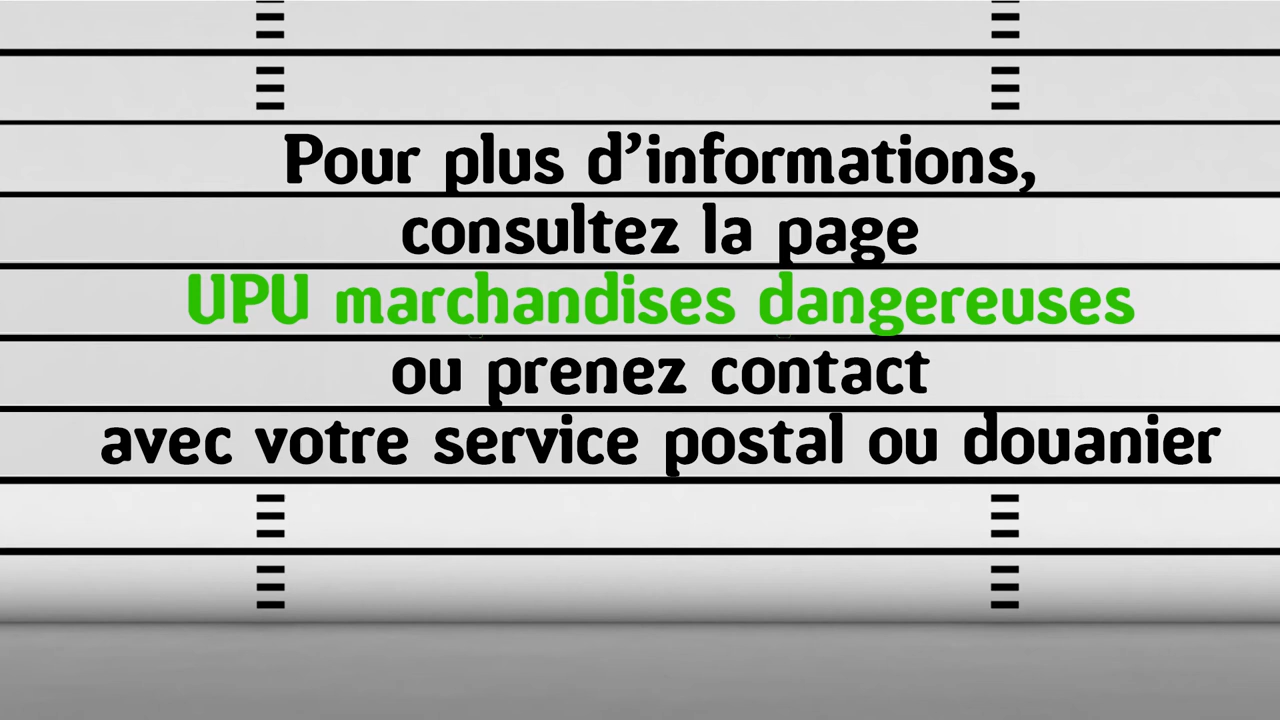 Pour plus d’informations,
consultez la page
UPU marchandises dangereuses
ou prenez contact
avec votre service postal ou douanier